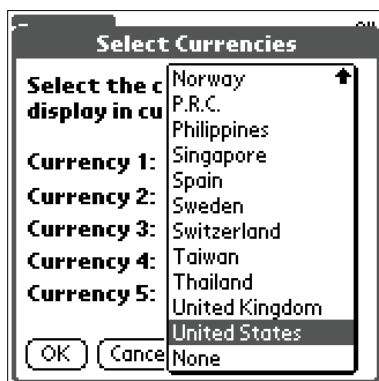 Select Currencies
Select the c
display in cu
Currency 1:
Currency 2:
Currency 3:
Currency 4:
Currency 5:
Norway
P.R.C.
Philippines
Singapore
Spain
Sweden
Switzerland
Taiwan
Thailand
United Kingdom
United States
None
OK
Cance